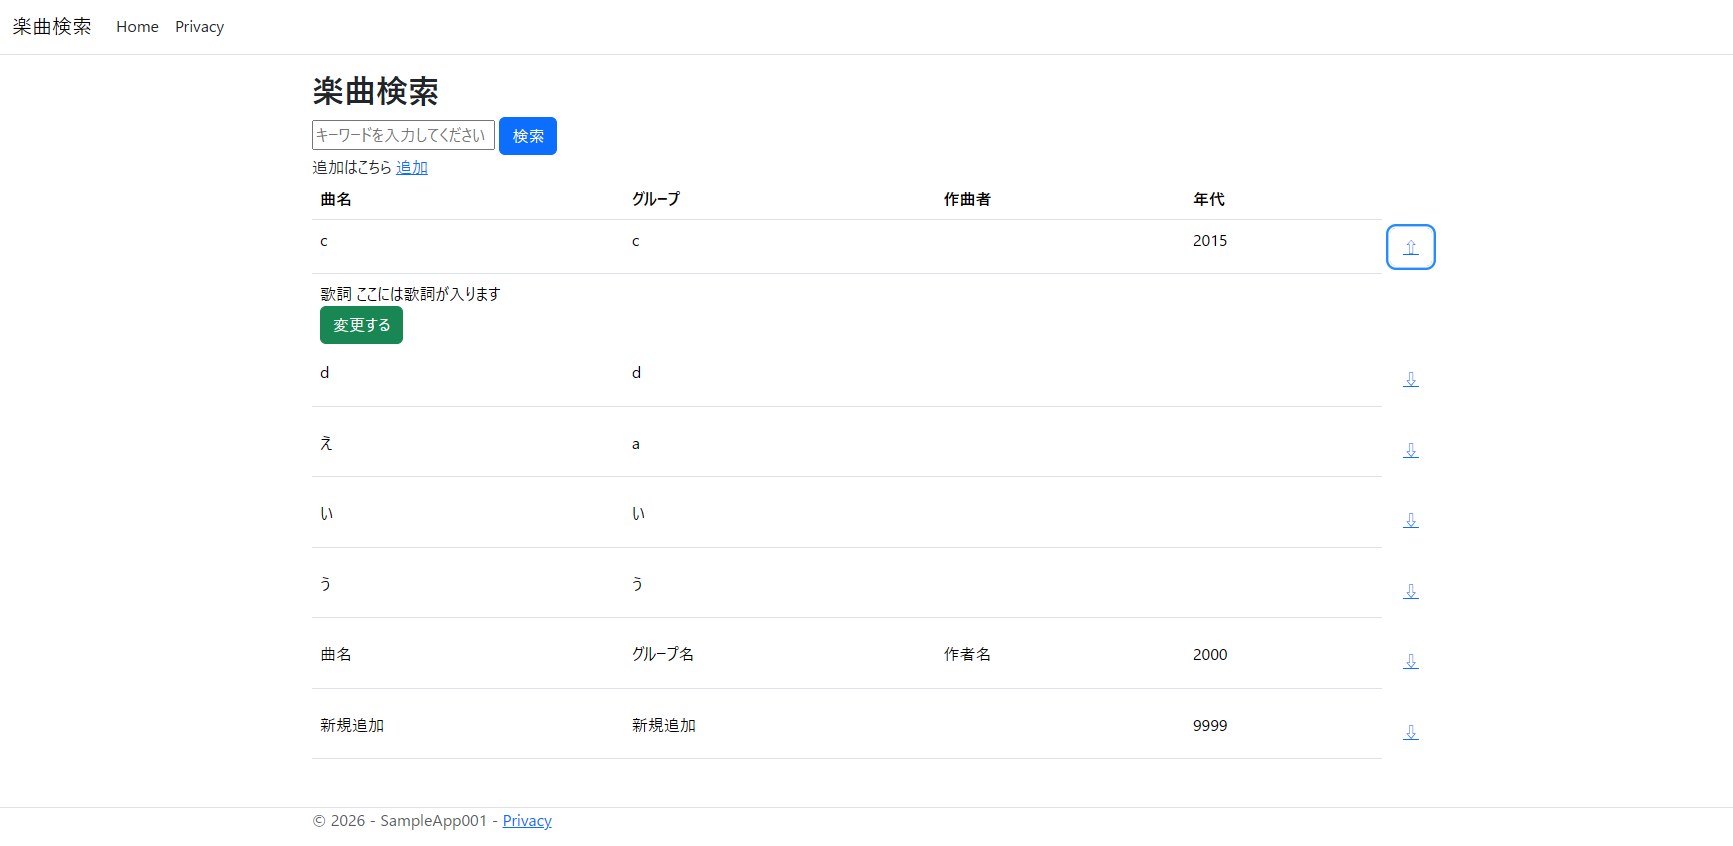 楽曲検索 Home Privacy
楽曲検索
キーワードを入力してください 検索
追加はこちら 追加
曲名 グループ 作曲者 年代
c c 2015 ⇧
歌詞 ここには歌詞が入ります
変更する
d d ⇩
え a ⇩
い い ⇩
う う ⇩
曲名 グループ名 作者名 2000 ⇩
新規追加 新規追加 9999 ⇩
© 2026 - SampleApp001 - Privacy